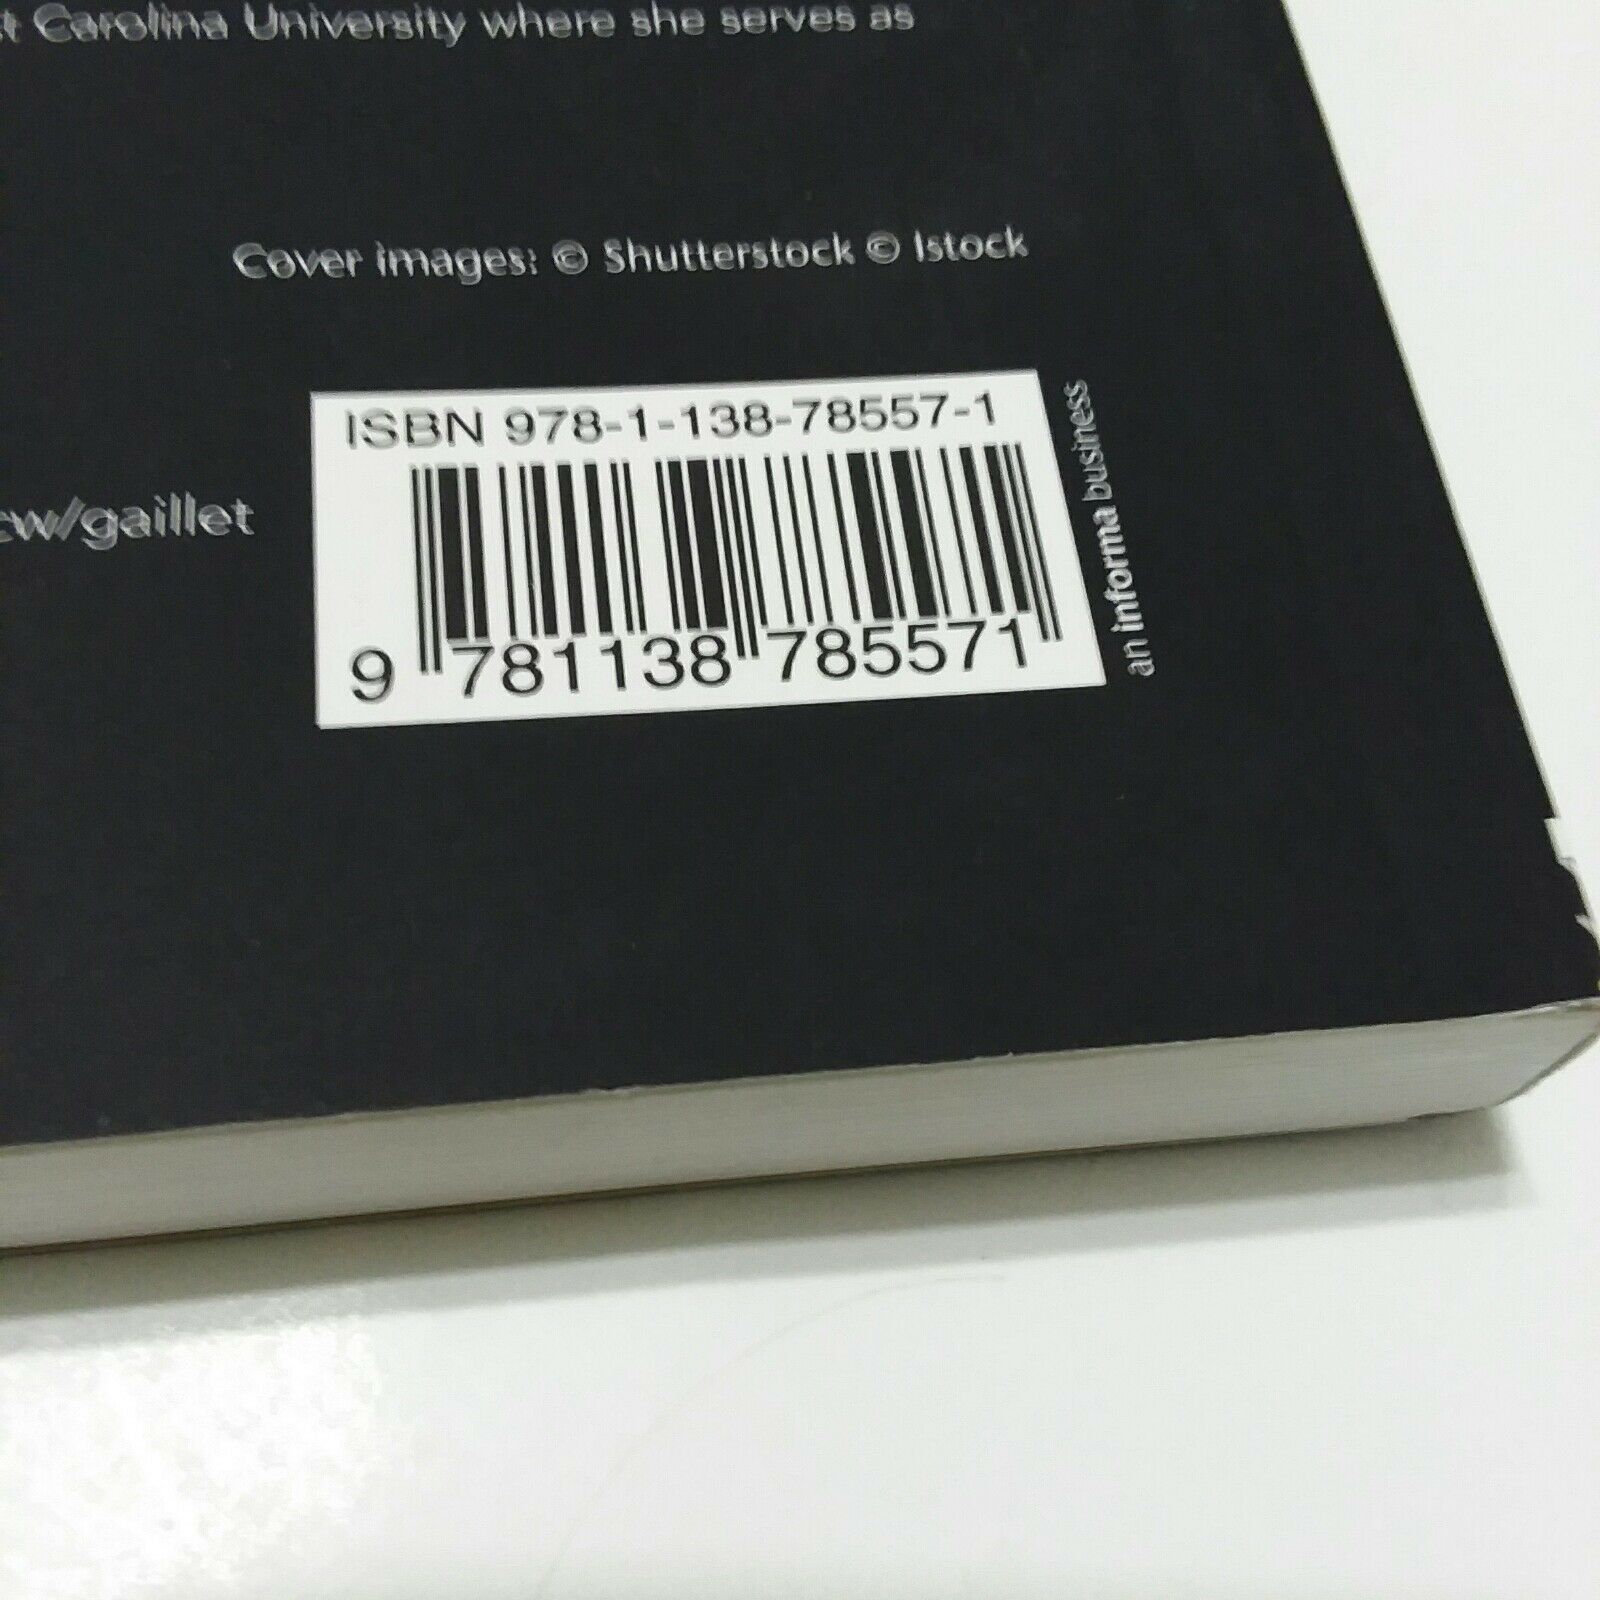 Carolina University where she serves as
Cover images: © Shutterstock © Istock
cw/gaillet
ISBN 978-1-138-78557-1
9 781138 785571
an informa business